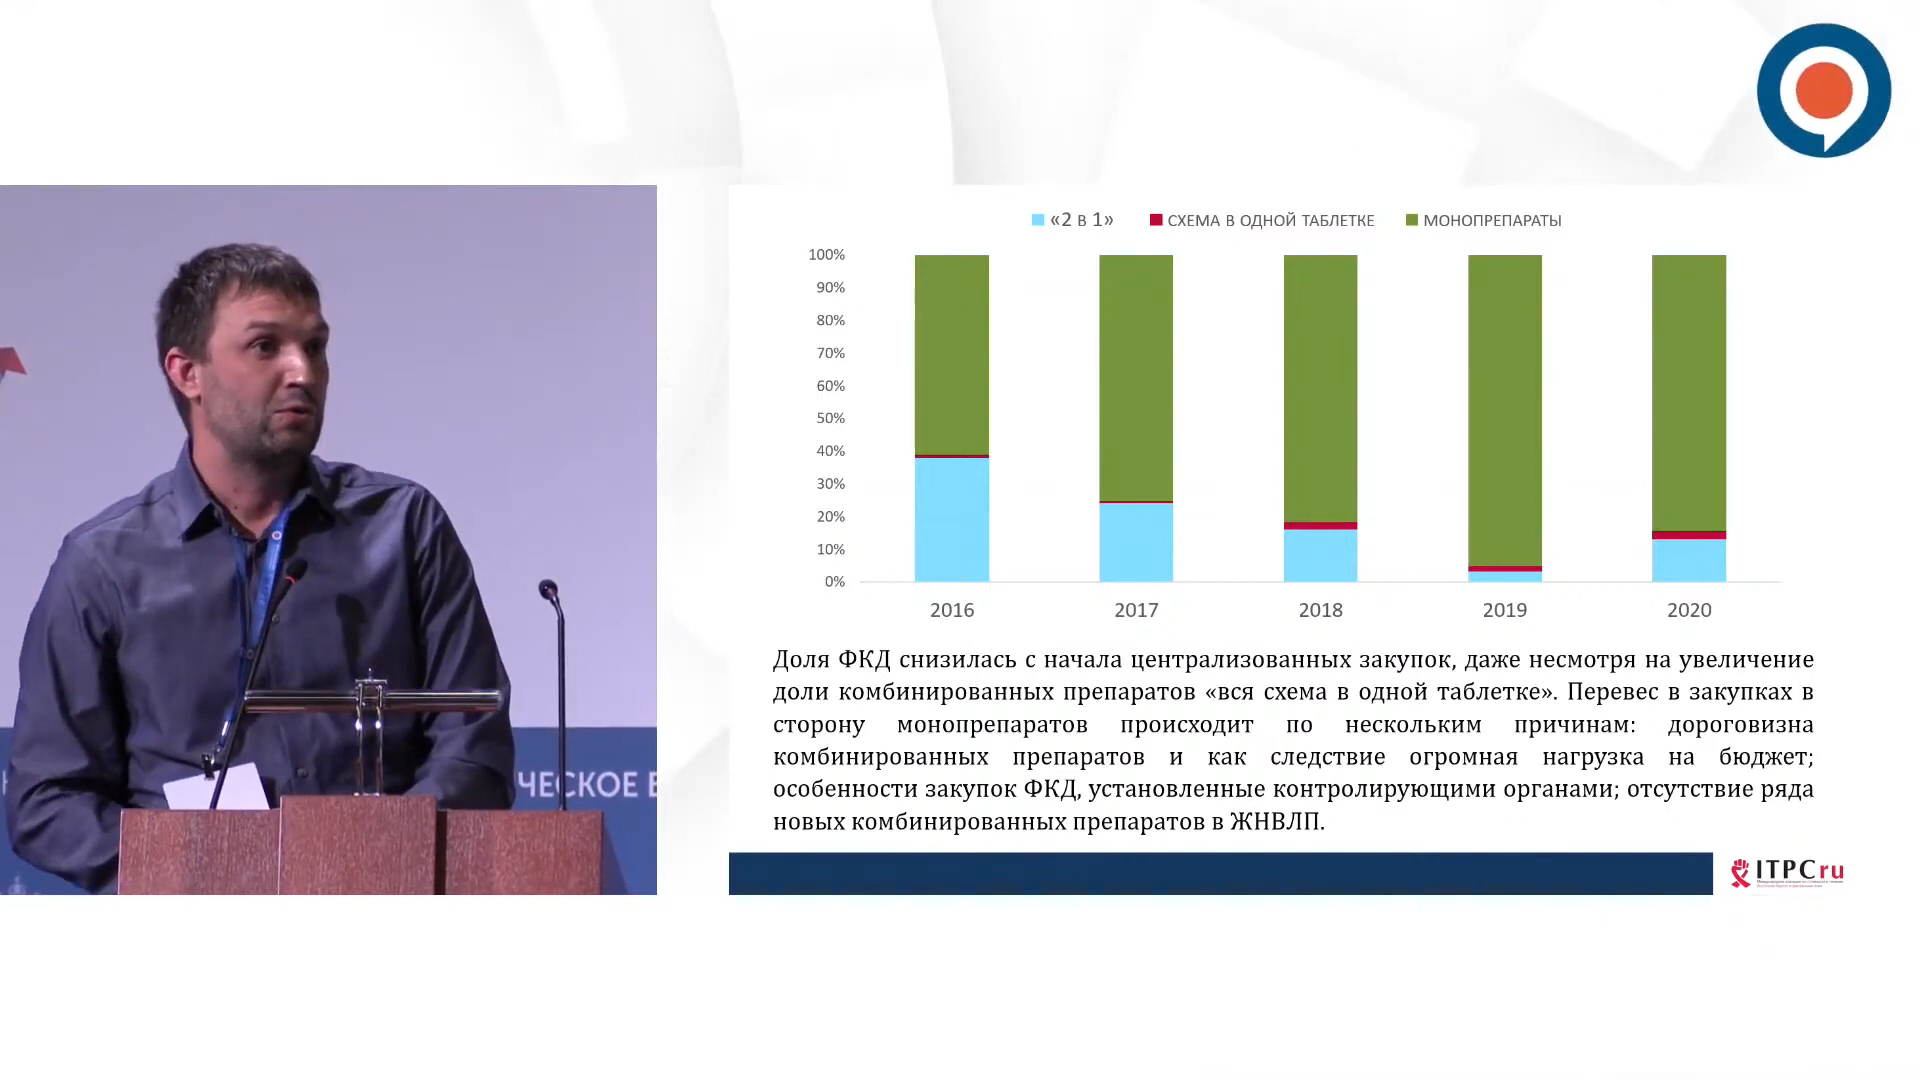 «2 в 1» СХЕМА В ОДНОЙ ТАБЛЕТКЕ МОНОПРЕПАРАТЫ
100%
90%
80%
70%
60%
50%
40%
30%
20%
10%
0%
2016 2017 2018 2019 2020
Доля ФКД снизилась с начала централизованных закупок, даже несмотря на увеличение
доли комбинированных препаратов «вся схема в одной таблетке». Перевес в закупках в
сторону монопрепаратов происходит по нескольким причинам: дороговизна
комбинированных препаратов и как следствие огромная нагрузка на бюджет;
особенности закупок ФКД, установленные контролирующими органами; отсутствие ряда
новых комбинированных препаратов в ЖНВЛП.
ЧЕСКОЕ
ITPCru